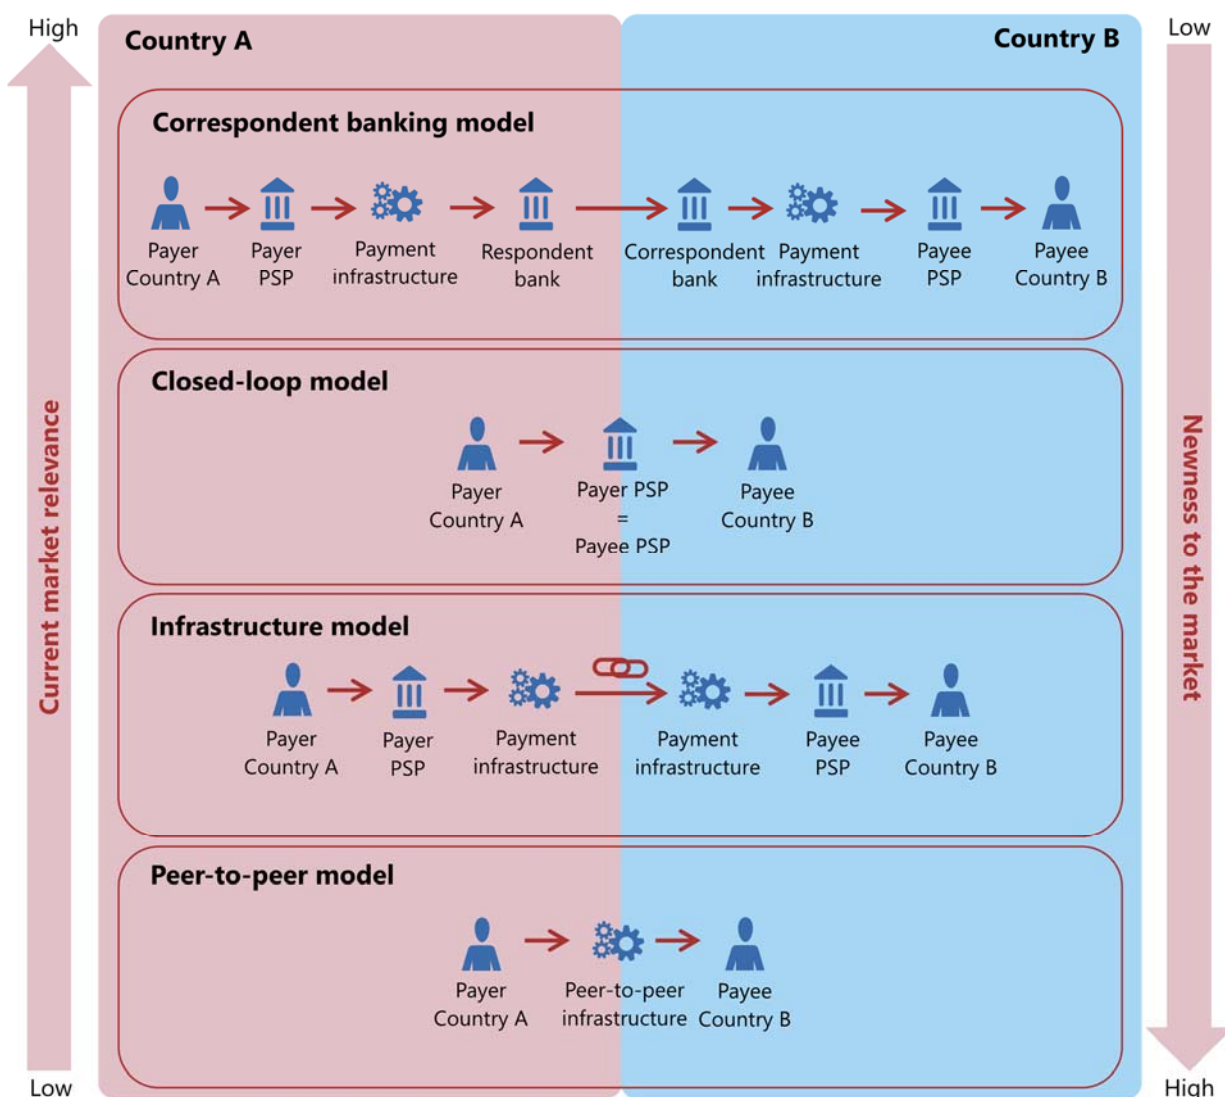 High
Low
Country A
Country B
Correspondent banking model
Payer
Country A
Payer
PSP
Payment
infrastructure
Respondent
bank
Correspondent
bank
Payment
infrastructure
Payee
PSP
Payee
Country B
Closed-loop model
Payer
Country A
Payer PSP
=
Payee PSP
Payee
Country B
Current market relevance
Newness to the market
Infrastructure model
Payer
Country A
Payer
PSP
Payment
infrastructure
Payment
infrastructure
Payee
PSP
Payee
Country B
Peer-to-peer model
Payer
Country A
Peer-to-peer
infrastructure
Payee
Country B
Low
High